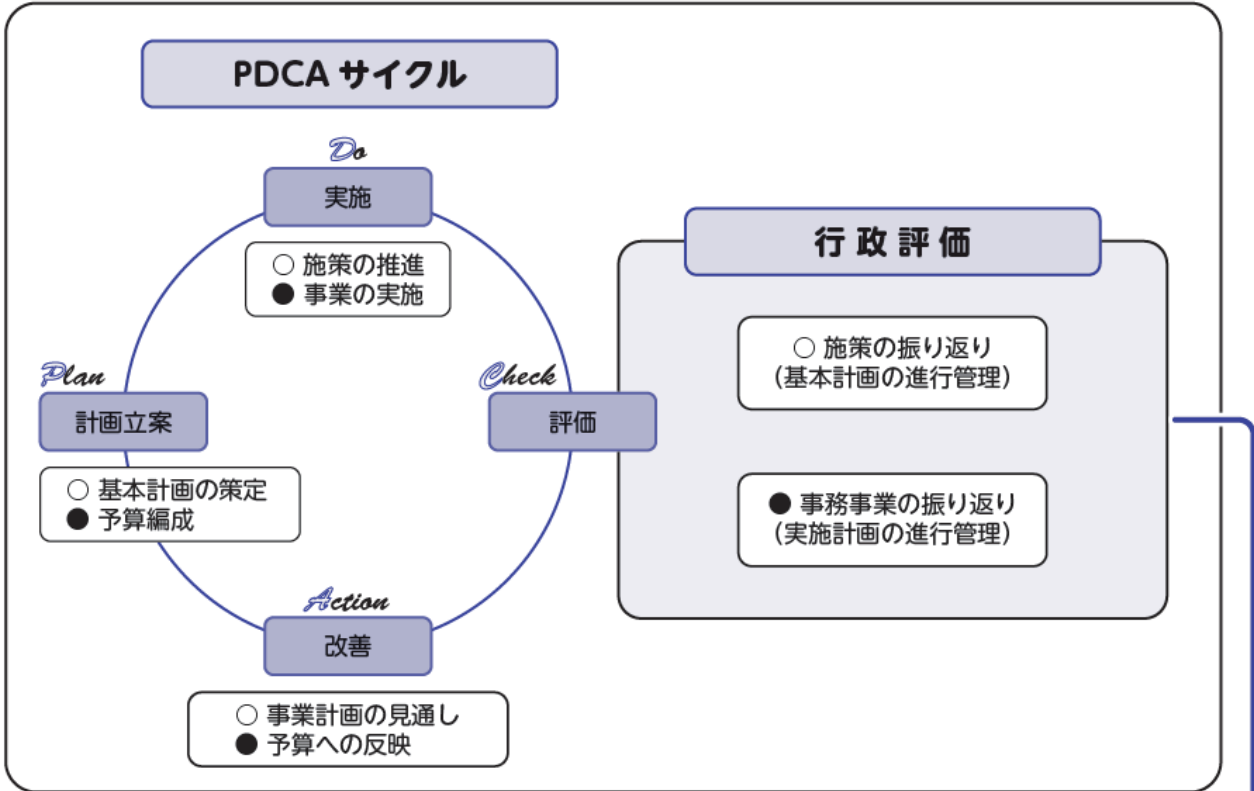 PDCA サイクル
Do
実施
○ 施策の推進
● 事業の実施
Plan
計画立案
○ 基本計画の策定
● 予算編成
Check
評価
Action
改善
○ 事業計画の見通し
● 予算への反映
行政評価
○ 施策の振り返り
(基本計画の進行管理)
● 事務事業の振り返り
(実施計画の進行管理)